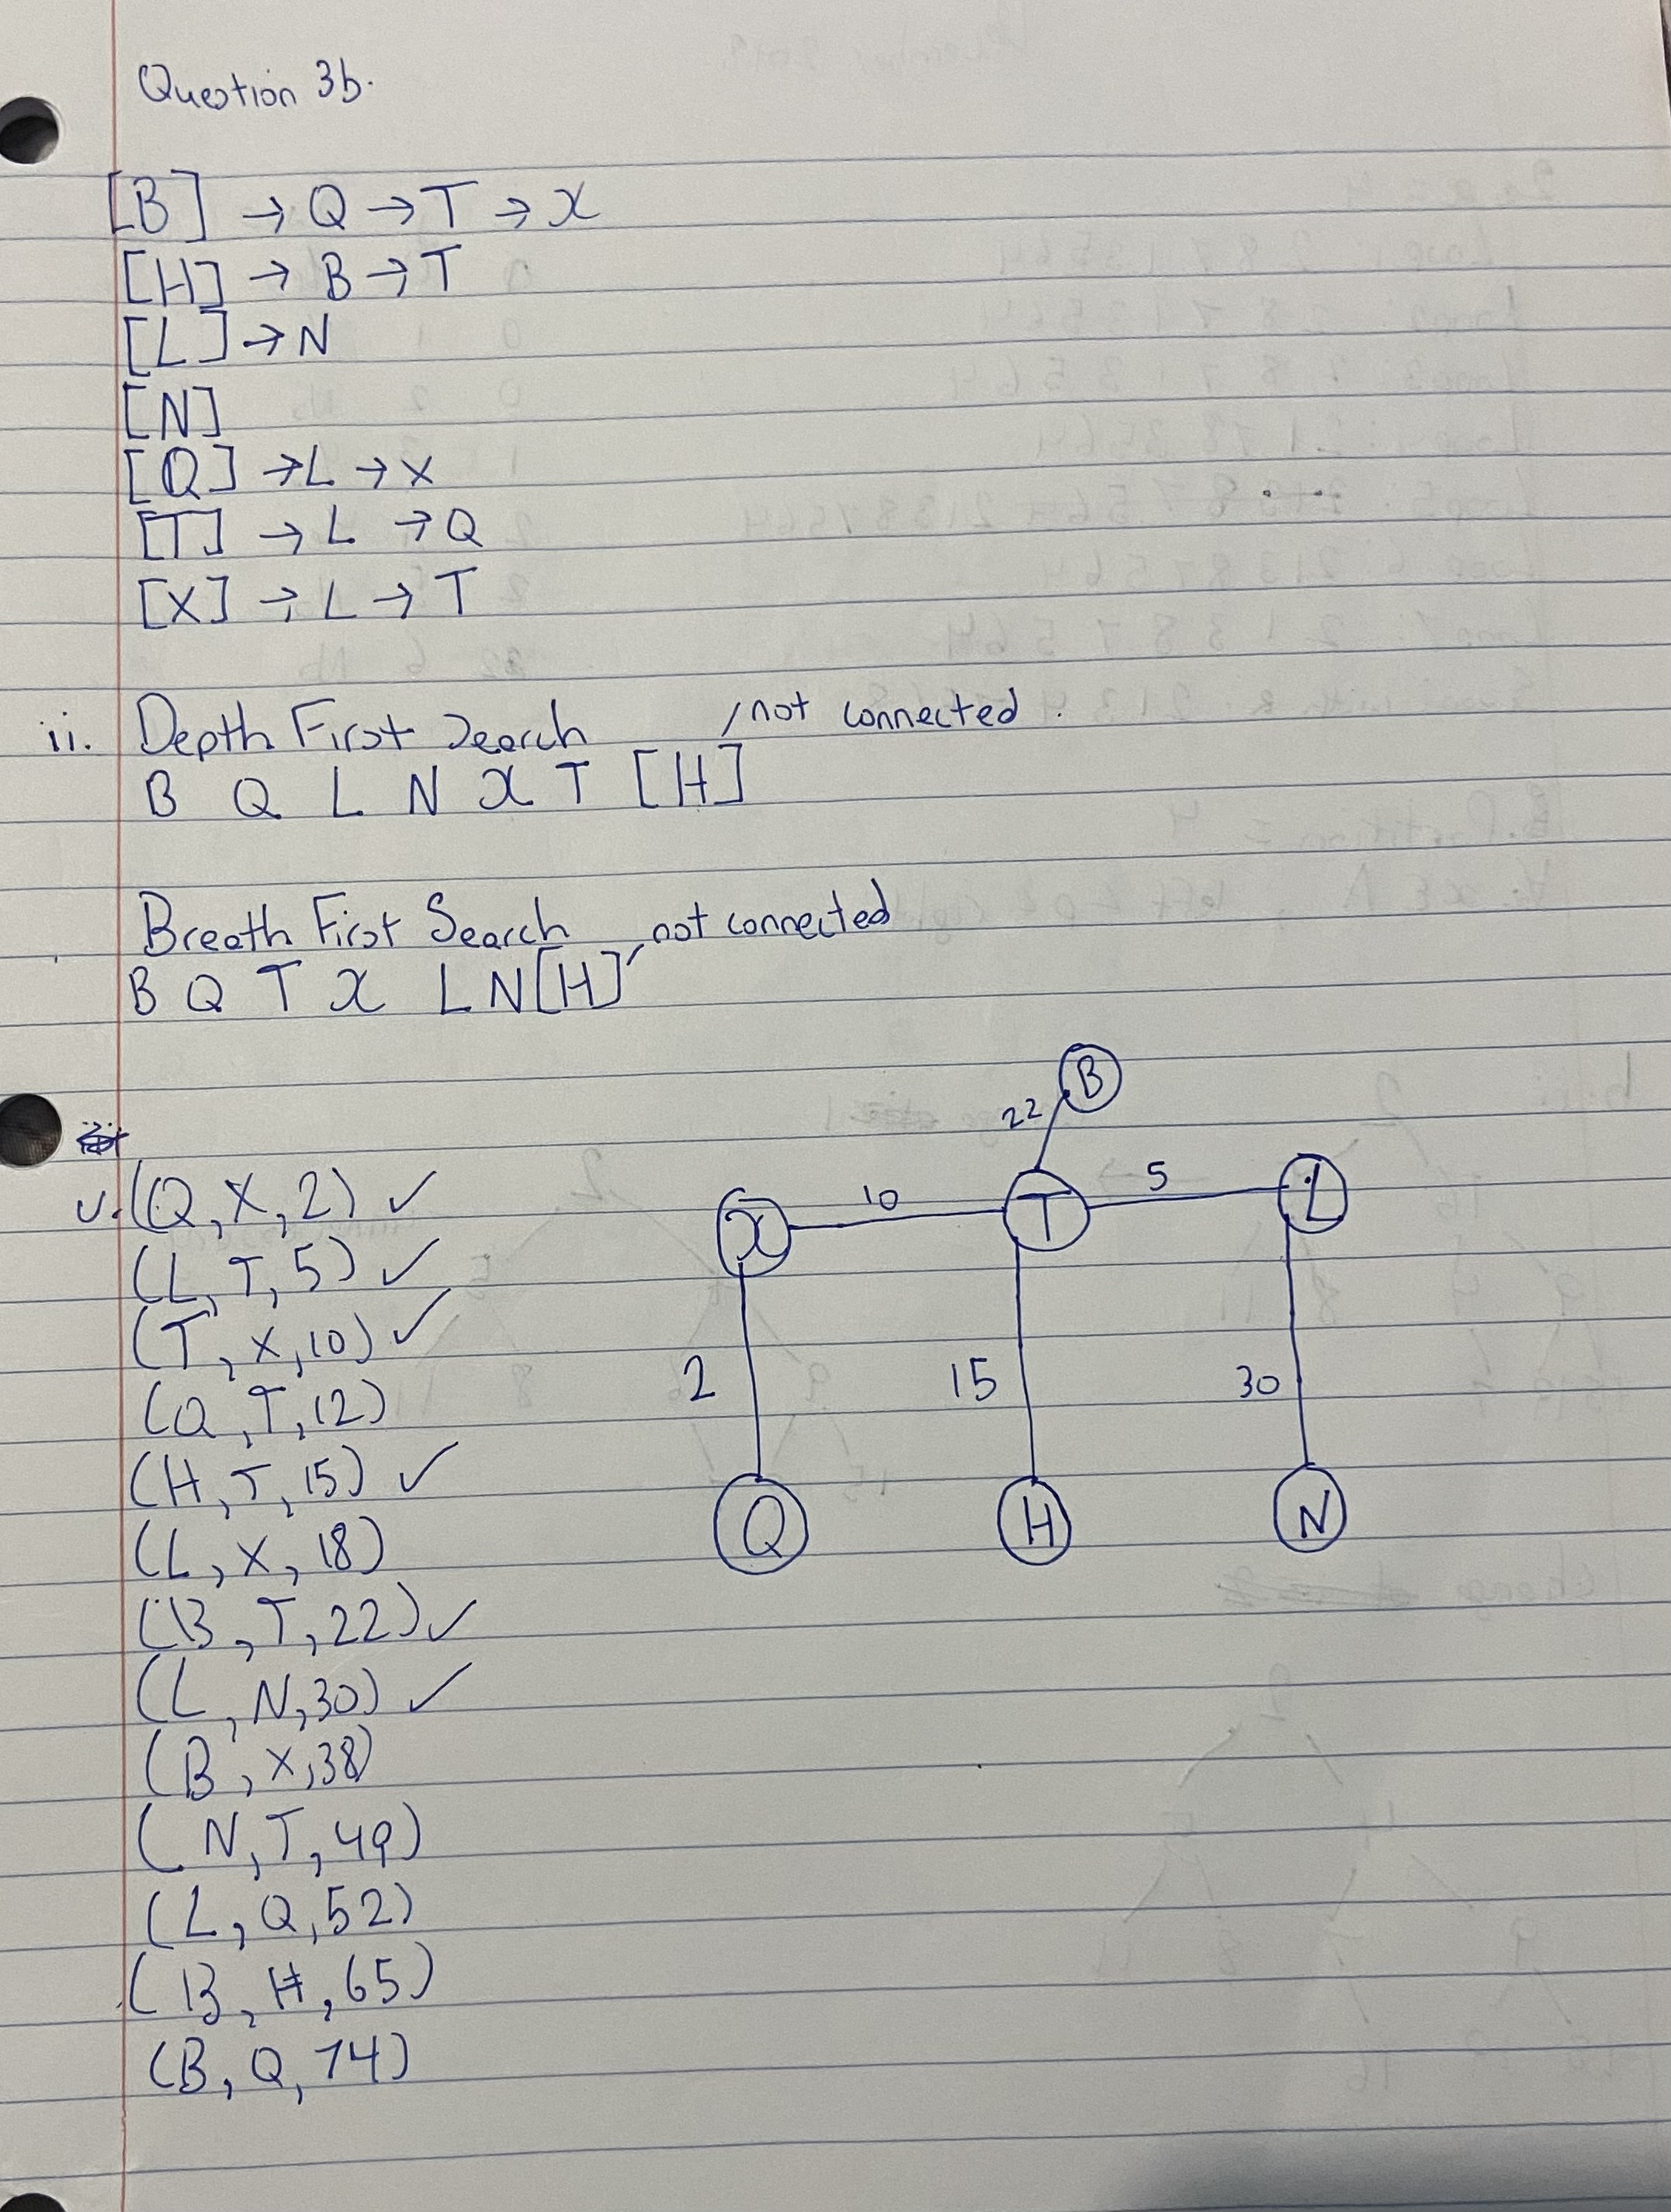 Question 3b.
[B] → Q → T → X
[H] → B → T
[L] → N
[N]
[Q] → L → X
[T] → L → Q
[X] → L → T
ii. Depth First Search / not connected.
B Q L N X T [H]
Breath First Search not connected
B Q T X L N [H]
B
22
v. (Q, X, 2) ✓
X 10 T 5 L
(L, T, 5) ✓
(T, X, 10) ✓
2 15 30
(Q, T, 12)
(H, T, 15) ✓
Q H N
(L, X, 18)
(B, T, 22) ✓
(L, N, 30) ✓
(B, X, 38)
(N, T, 49)
(L, Q, 52)
(B, H, 65)
(B, Q, 74)